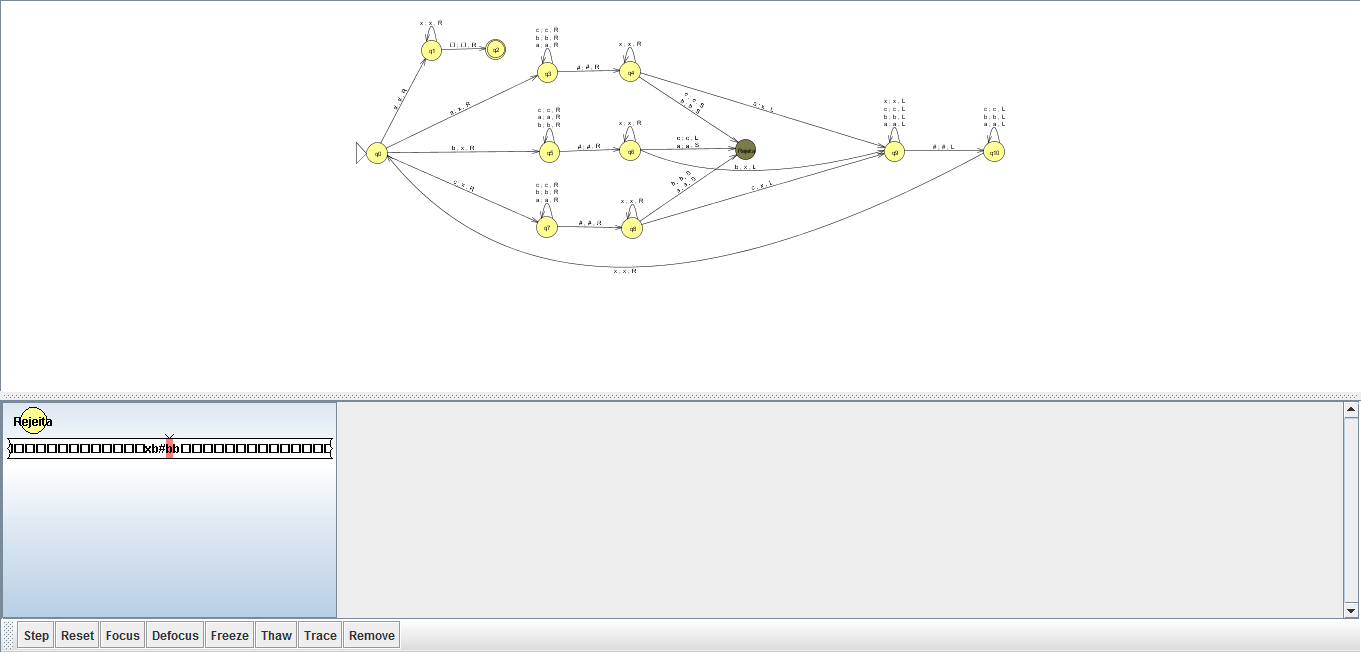 x ; x , R
q1
□ ; □ , R
q2
c ; c , R
b ; b , R
a ; a , R
q3
#; #, R
x ; x , R
q4
#; #, R
a; x, R
c; x, L
c ; c , R
a ; a , R
b ; b , R
q5
#; #, R
x ; x , R
q6
c ; c , L
a ; a , S
Rejeita
b , x , L
q0
b, x, R
c, x, R
c ; c , R
b ; b , R
a ; a , R
q7
#, #, R
x ; x , R
q8
c, x, L
x ; x , L
c ; c , L
b ; b , L
a ; a , L
q9
#; #, L
c ; c , L
b ; b , L
a ; a , L
q10
x ; x , R
Rejeita
xb#bb
Step
Reset
Focus
Defocus
Freeze
Thaw
Trace
Remove